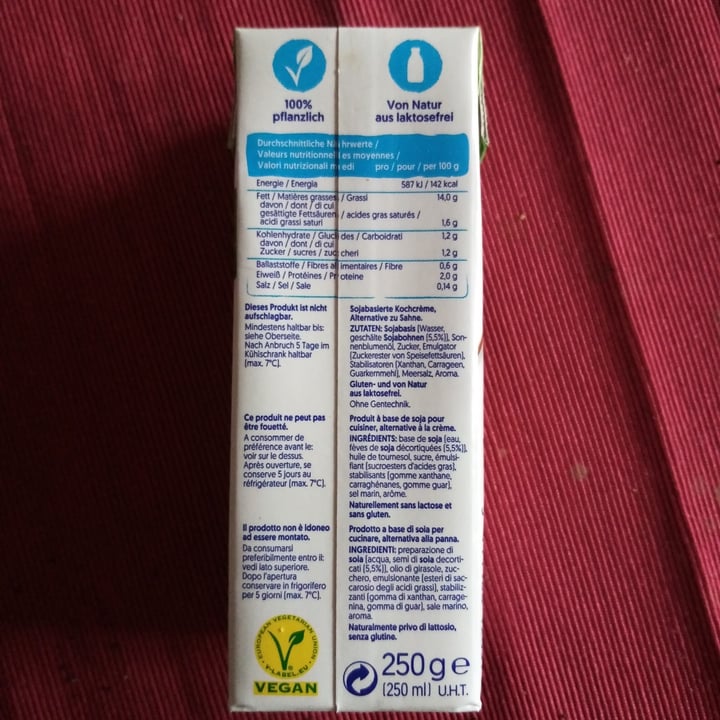 100%
pflanzlich
Von Natur
aus laktosefrei
Durchschnittliche Nährwerte /
Valeurs nutritionnelles moyennes /
Valori nutrizionali medi pro / pour / per 100 g
Energie / Energia 587 kJ / 142 kcal
Fett / Matières grasses / Grassi 14,0 g
davon / dont / di cui
gesättigte Fettsäuren / acides gras saturés /
acidi grassi saturi 1,6 g
Kohlenhydrate / Glucides / Carboidrati 1,2 g
davon / dont / di cui
Zucker / sucres / zuccheri 1,2 g
Ballaststoffe / Fibres alimentaires / Fibre 0,6 g
Eiweiß / Protéines / Proteine 2,0 g
Salz / Sel / Sale 0,14 g
Dieses Produkt ist nicht
aufschlagbar.
Mindestens haltbar bis:
siehe Oberseite.
Nach Anbruch 5 Tage im
Kühlschrank haltbar
(max. 7°C).
Sojabasierte Kochcrème,
Alternative zu Sahne.
ZUTATEN: Sojabasis (Wasser,
geschälte Sojabohnen (5,5%)), Son-
nenblumenöl, Zucker, Emulgator
(Zuckerester von Speisefettsäuren),
Stabilisatoren (Xanthan, Carrageen,
Guarkernmehl), Meersalz, Aroma.
Gluten- und von Natur
aus laktosefrei.
Ohne Gentechnik.
Ce produit ne peut pas
être fouetté.
A consommer de
préférence avant le:
voir sur le dessus.
Après ouverture, se
conserve 5 jours au
réfrigérateur (max. 7°C).
Produit à base de soja pour
cuisiner, alternative à la crème.
INGRÉDIENTS: base de soja (eau,
fèves de soja décortiquées (5,5%)),
huile de tournesol, sucre, émulsi-
fiant (sucroesters d'acides gras),
stabilisants (gomme xanthane,
carraghénanes, gomme guar),
sel marin, arôme.
Naturellement sans lactose et
sans gluten.
Il prodotto non è idoneo
ad essere montato.
Da consumarsi
preferibilmente entro il:
vedi lato superiore.
Dopo l'apertura
conservare in frigorifero
per 5 giorni (max. 7°C).
Prodotto a base di soia per
cucinare, alternativa alla panna.
INGREDIENTI: preparazione di
soia (acqua, semi di soia decorti-
cati (5,5%)), olio di girasole, zuc-
chero, emulsionante (esteri di sac-
carosio degli acidi grassi), stabiliz-
zanti (gomma di xanthan, carrage-
nina, gomma di guar), sale marino,
aroma.
Naturalmente privo di lattosio,
senza glutine.
EUROPEAN VEGETARIAN UNION
V-LABEL.EU
VEGAN
250 g e
(250 ml) U.H.T.